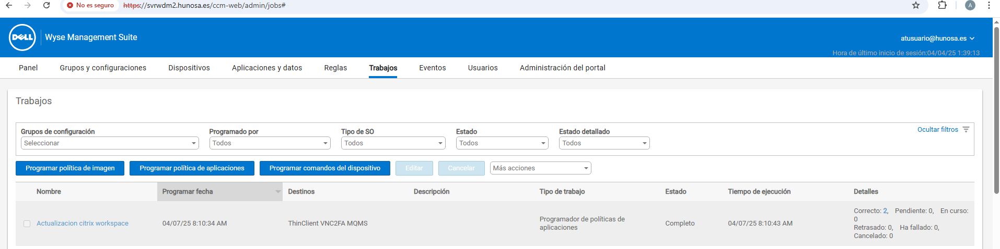 No es seguro https://svrwdm2.hunosa.es/ccm-web/admin/jobs#
A
DELL Wyse Management Suite
atusuario@hunosa.es
Hora de último inicio de sesión:04/04/25 1:39:13
Panel Grupos y configuraciones Dispositivos Aplicaciones y datos Reglas Trabajos Eventos Usuarios Administración del portal
Trabajos
Grupos de configuración Programado por Tipo de SO Estado Estado detallado Ocultar filtros
Seleccionar Todos Todos Todos Todos
Programar política de imagen Programar política de aplicaciones Programar comandos del dispositivo Editar Cancelar Más acciones
Nombre Programar fecha Destinos Descripción Tipo de trabajo Estado Tiempo de ejecución Detalles
Actualizacion citrix workspace 04/07/25 8:10:34 AM ThinClient VNC2FA MQMS Programador de políticas de
aplicaciones Completo 04/07/25 8:10:43 AM Correcto: 2, Pendiente: 0, En curso:
0
Retrasado: 0, Ha fallado: 0,
Cancelado: 0